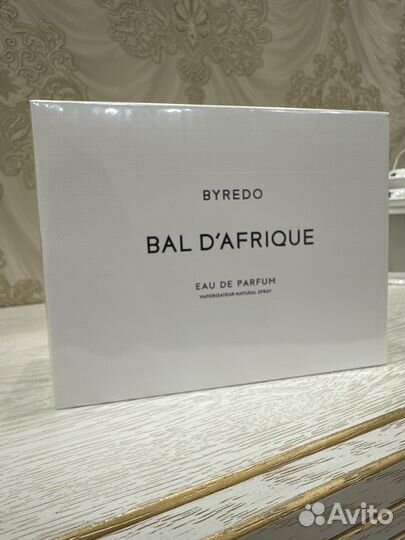 BYREDO
BAL D'AFRIQUE
EAU DE PARFUM
VAPORISATEUR NATURAL SPRAY
Avito